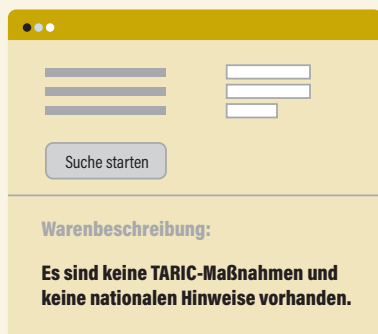 Suche starten
Warenbeschreibung:
Es sind keine TARIC-Maßnahmen und
keine nationalen Hinweise vorhanden.